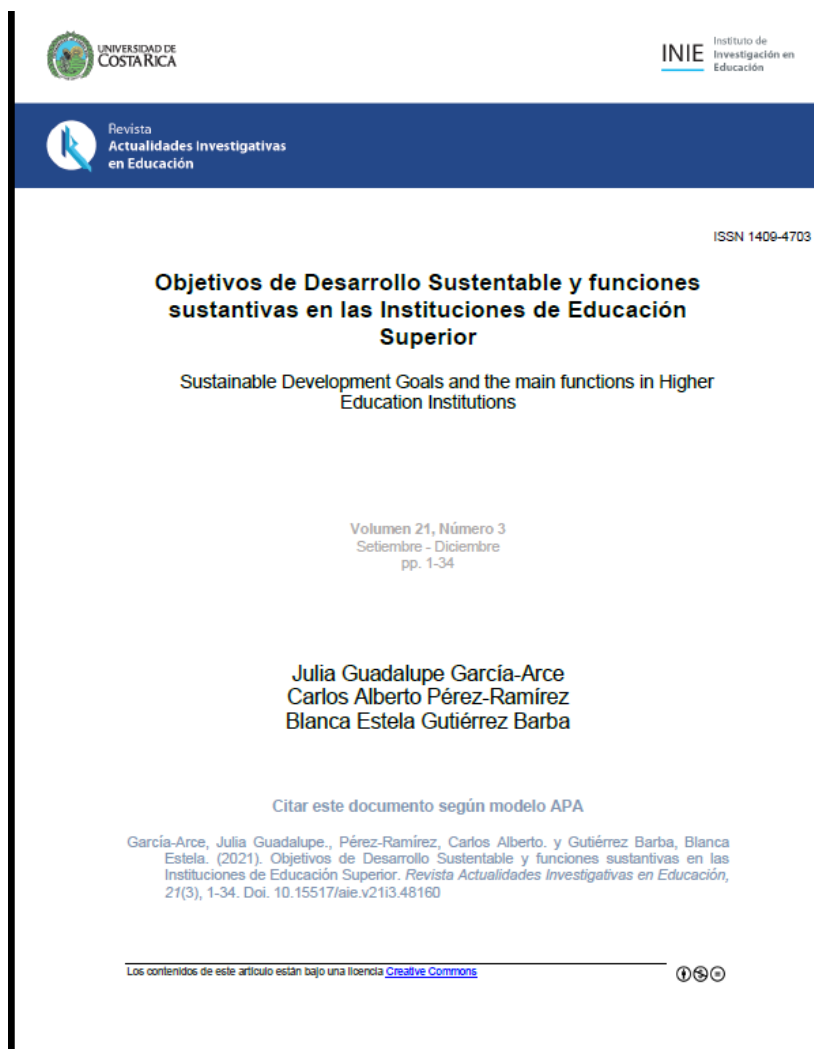 UNIVERSIDAD DE
COSTA RICA
INIE
Instituto de
Investigación en
Educación
Revista
Actualidades Investigativas
en Educación
ISSN 1409-4703
Objetivos de Desarrollo Sustentable y funciones
sustantivas en las Instituciones de Educación
Superior
Sustainable Development Goals and the main functions in Higher
Education Institutions
Volumen 21, Número 3
Setiembre - Diciembre
pp. 1-34
Julia Guadalupe García-Arce
Carlos Alberto Pérez-Ramírez
Blanca Estela Gutiérrez Barba
Citar este documento según modelo APA
García-Arce, Julia Guadalupe., Pérez-Ramírez, Carlos Alberto. y Gutiérrez Barba, Blanca
Estela. (2021). Objetivos de Desarrollo Sustentable y funciones sustantivas en las
Instituciones de Educación Superior. Revista Actualidades Investigativas en Educación,
21(3), 1-34. Doi. 10.15517/aie.v21i3.48160
Los contenidos de este artículo están bajo una licencia Creative Commons